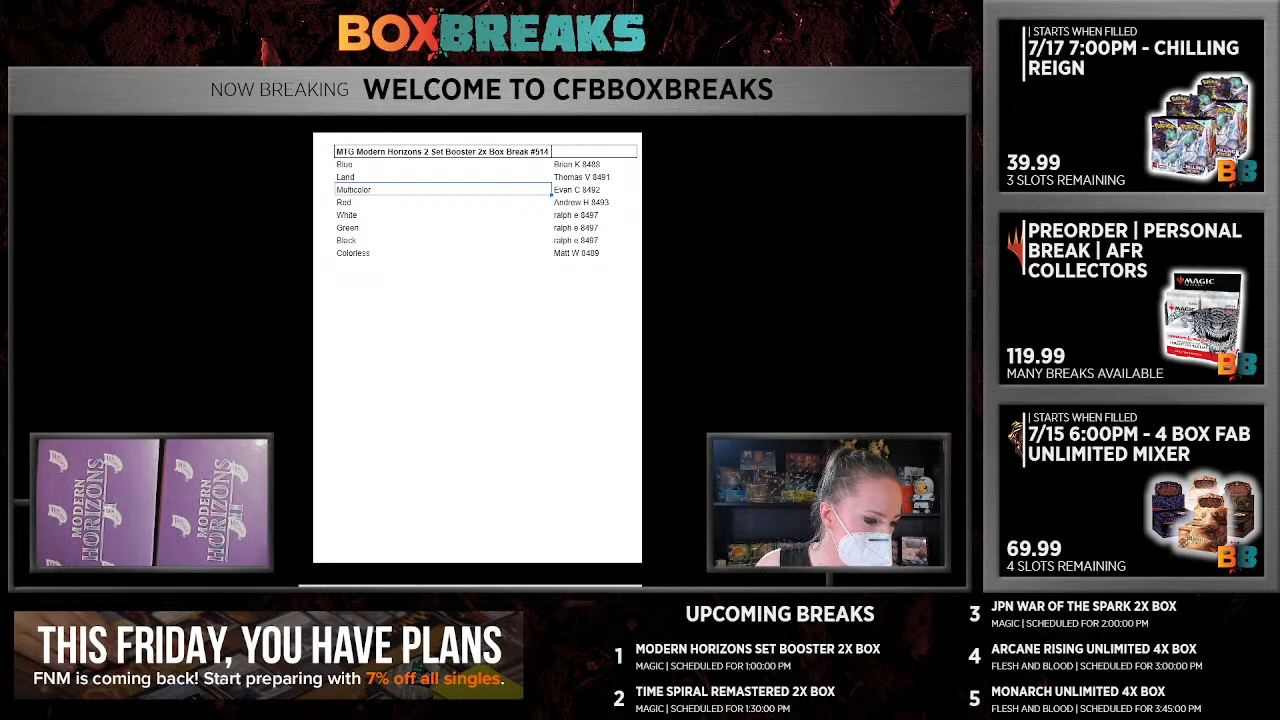 BOXBREAKS
NOW BREAKING WELCOME TO CFBBOXBREAKS
MTG Modern Horizons 2 Set Booster 2x Box Break #514
Blue Brian K 8488
Land Thomas V 8491
Multicolor Evan C 8492
Red Andrew H 8493
White ralph e 8497
Green ralph e 8497
Black ralph e 8497
Colorless Matt W 8489
MODERN HORIZONS
MODERN HORIZONS
| STARTS WHEN FILLED
7/17 7:00PM - CHILLING
REIGN
39.99
3 SLOTS REMAINING
BB
PREORDER | PERSONAL
BREAK | AFR
COLLECTORS
MAGIC
119.99
MANY BREAKS AVAILABLE
BB
| STARTS WHEN FILLED
7/15 6:00PM - 4 BOX FAB
UNLIMITED MIXER
69.99
4 SLOTS REMAINING
BB
THIS FRIDAY, YOU HAVE PLANS
FNM is coming back! Start preparing with 7% off all singles.
UPCOMING BREAKS
1 MODERN HORIZONS SET BOOSTER 2X BOX
MAGIC | SCHEDULED FOR 1:00:00 PM
2 TIME SPIRAL REMASTERED 2X BOX
MAGIC | SCHEDULED FOR 1:30:00 PM
3 JPN WAR OF THE SPARK 2X BOX
MAGIC | SCHEDULED FOR 2:00:00 PM
4 ARCANE RISING UNLIMITED 4X BOX
FLESH AND BLOOD | SCHEDULED FOR 3:00:00 PM
5 MONARCH UNLIMITED 4X BOX
FLESH AND BLOOD | SCHEDULED FOR 3:45:00 PM